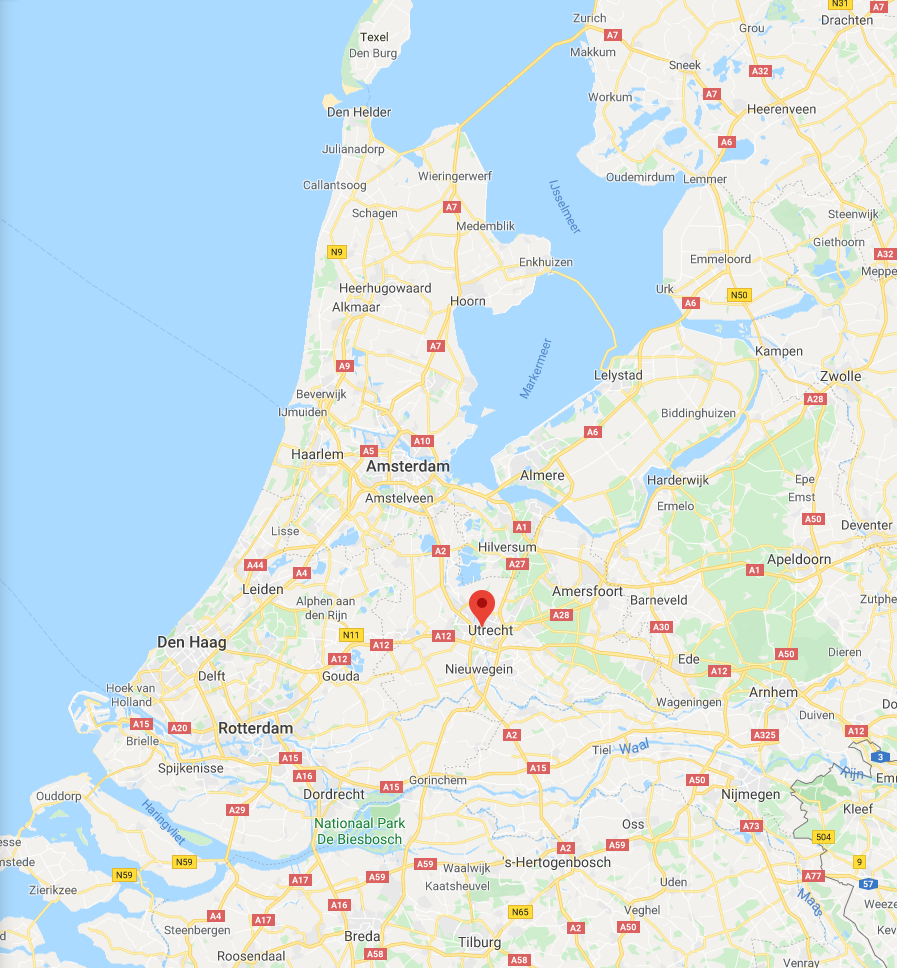 N31
A7
Zurich
Drachten
Grou
A7
Texel
Den Burg
Makkum
Sneek
A32
A7
Workum
Heerenveen
Den Helder
A6
Julianadorp
Wieringerwerf
Oudemirdum
Lemmer
Callantsoog
IJsselmeer
A7
Schagen
Steenwijk
Medemblik
Giethoorn
N9
A32
Enkhuizen
Emmeloord
Meppe
Heerhugowaard
Urk
N50
Hoorn
A6
Alkmaar
A7
Kampen
A9
Markermeer
Lelystad
Zwolle
Beverwijk
A28
IJmuiden
Biddinghuizen
A10
A6
A5
Haarlem
Amsterdam
Almere
Harderwijk
Epe
Amstelveen
Emst
Ermelo
A50
Lisse
A1
Deventer
A2
Hilversum
Apeldoorn
A44
A27
A4
A1
Leiden
Amersfoort
Alphen aan
den Rijn
Barneveld
Zutphe
A28
A30
N11
A12
Utrecht
Den Haag
A12
A12
Dieren
A50
Ede
Nieuwegein
A12
Delft
Gouda
Hoek van
Holland
Arnhem
Wageningen
Duiven
Do
A15
A20
Rotterdam
A2
A325
A12
Brielle
Tiel
Waal
A15
3
Spijkenisse
A15
A16
Rijn
Emm
A15
Gorinchem
A50
Ouddorp
Dordrecht
Nijmegen
Haringvliet
A29
Kleef
Nationaal Park
De Biesbosch
Oss
A73
504
esse
A2
A59
mstede
N59
A59
Waalwijk
's-Hertogenbosch
9
N59
A17
A59
Kaatsheuvel
Uden
A77
57
Zierikzee
Maas
A16
N65
Veghel
Weeze
A4
A17
A2
A50
Steenbergen
Breda
Tilburg
Kev
d
Roosendaal
A58
A58
Venray